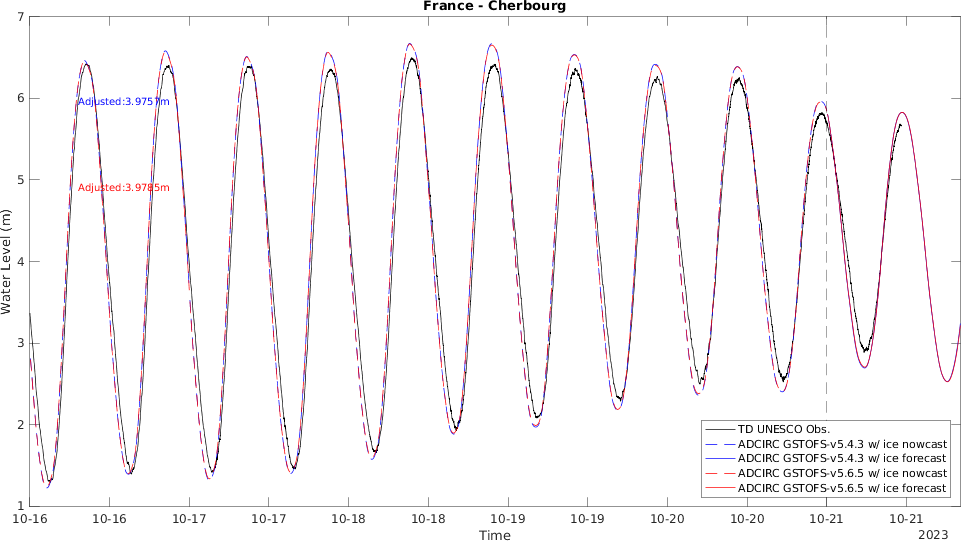 France - Cherbourg
7
6
5
4
3
2
1
Water Level (m)
Adjusted:3.9757m
Adjusted:3.9785m
TD UNESCO Obs.
ADCIRC GSTOFS-v5.4.3 w/ ice nowcast
ADCIRC GSTOFS-v5.4.3 w/ ice forecast
ADCIRC GSTOFS-v5.6.5 w/ ice nowcast
ADCIRC GSTOFS-v5.6.5 w/ ice forecast
10-16 10-16 10-17 10-17 10-18 10-18 10-19 10-19 10-20 10-20 10-21 10-21
Time
2023